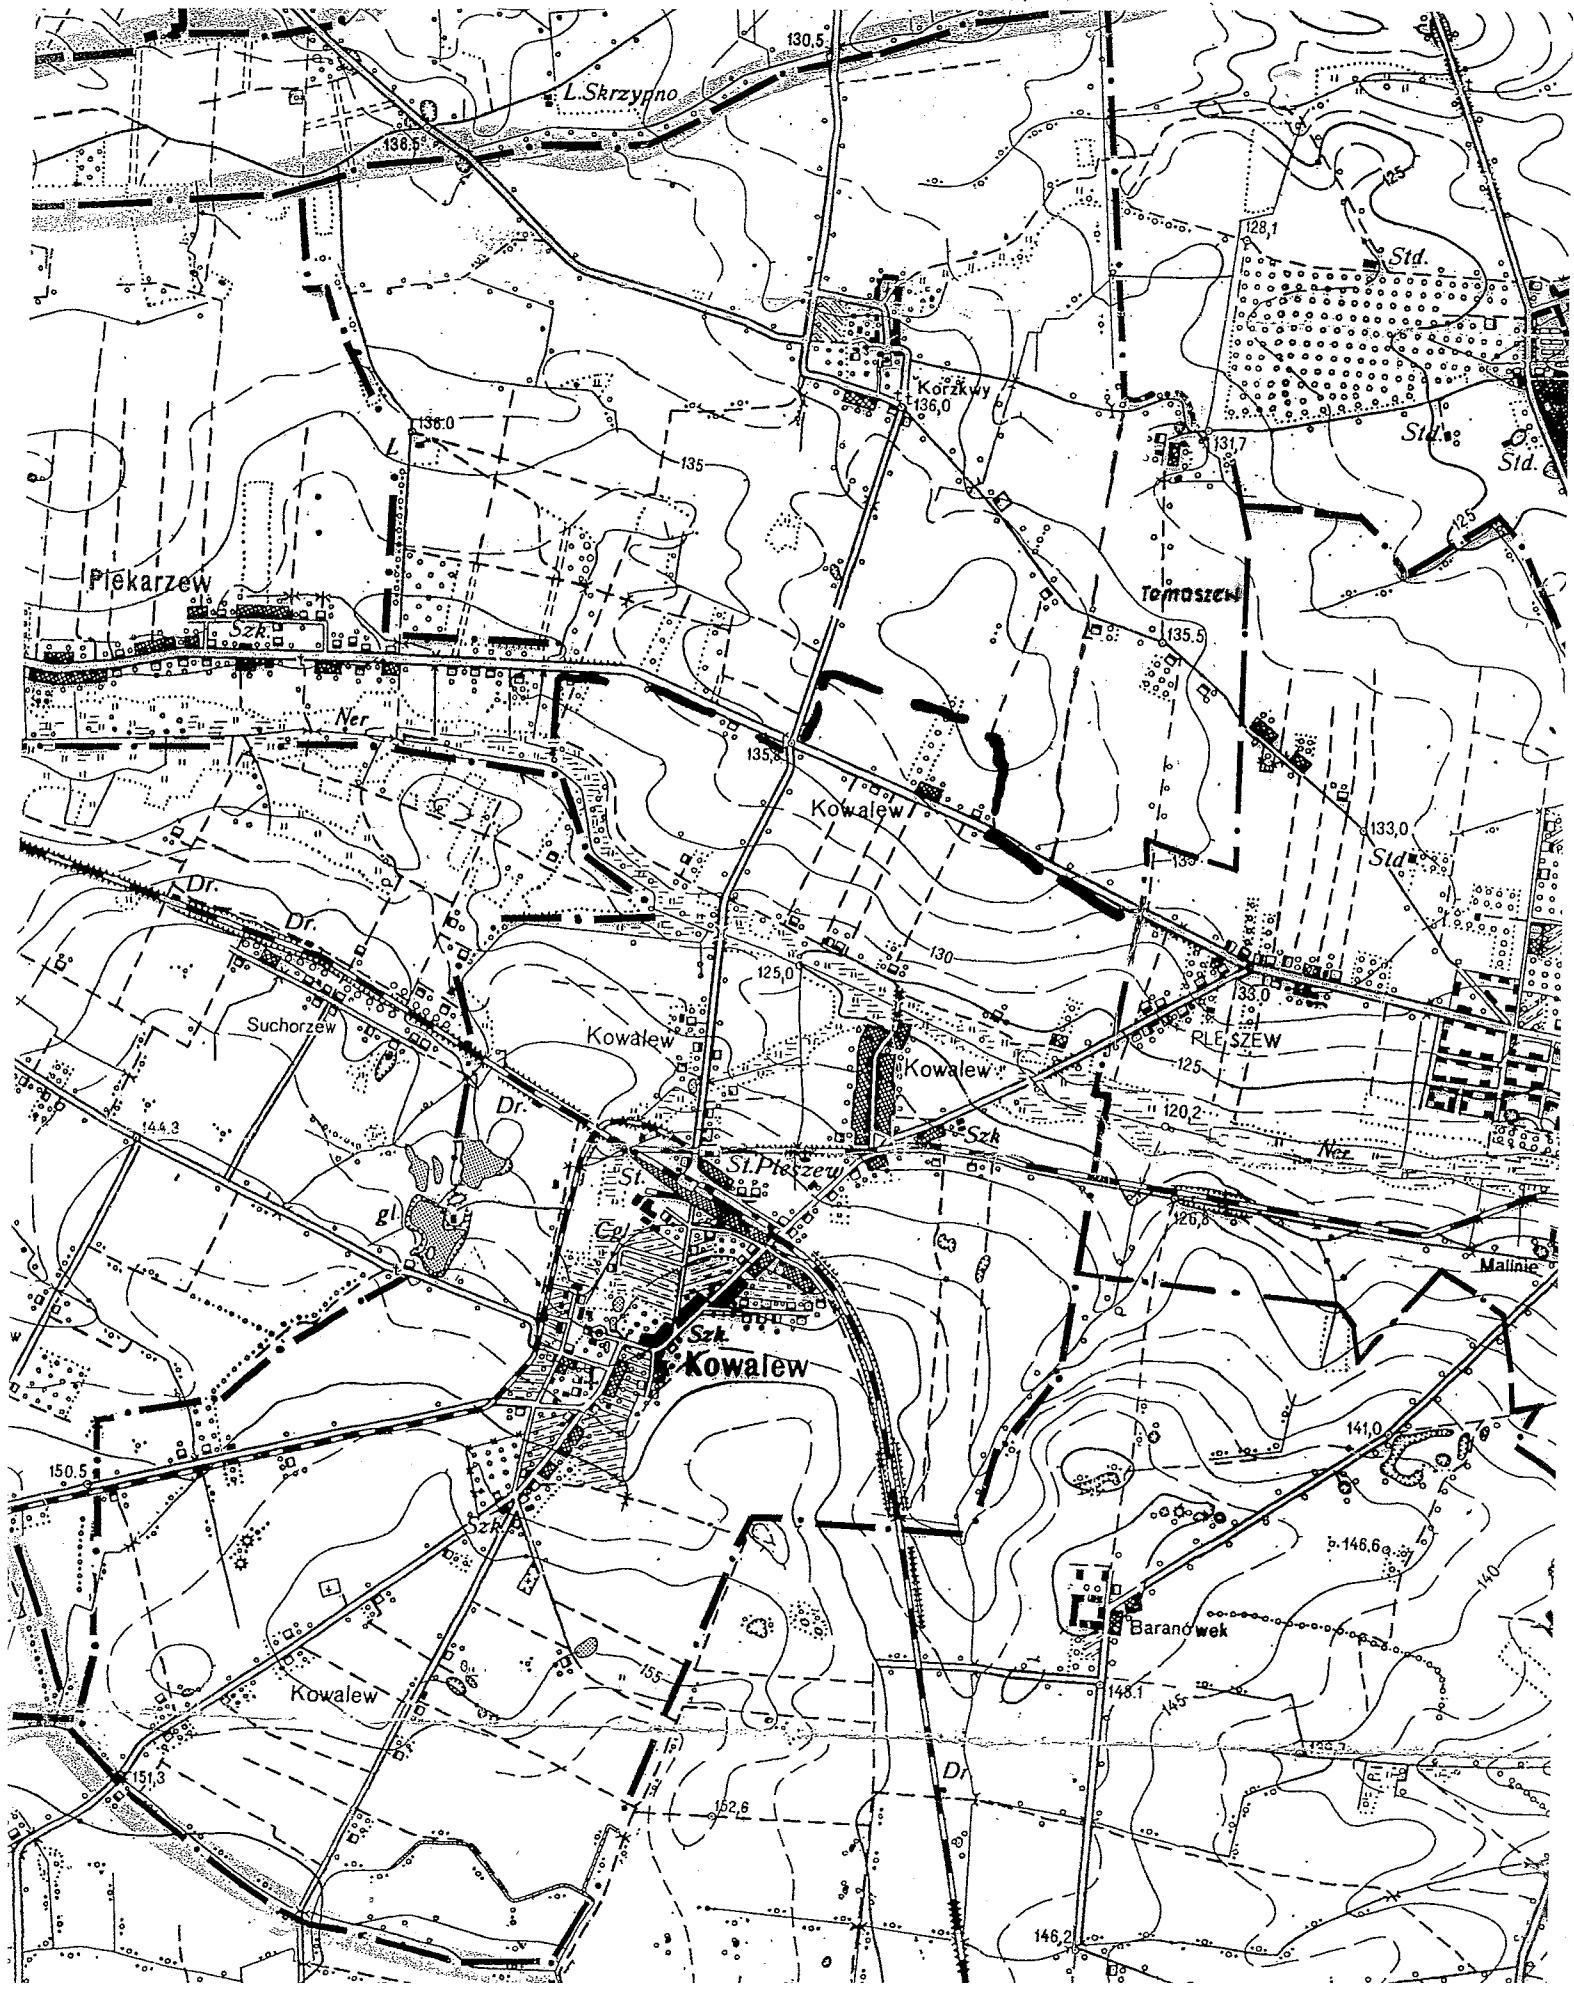 130,5
L.Skrzypno
136.5
125
128,1
Std.
Korzkwy
136,0
136.0
L.
131,7
Std.
O.
Std.
135
125
Piekarzew
Szk.
Tomaszew
135.5
Ner
135,8
Kowalew
133,0
Std.
Dr.
Dr.
130
125,0
133.0
Suchorzew
Kowalew
PLESZEW
Kowalew
125
Dr.
120,2
144.3
Szk
Ner
St.Pleszew
St.
gl.
Cgl.
126,8
Malinie
w
Szk.
Kowalew
141,0
150.5
Szk.
p.146,6
140
Baranówek
155
Kowalew
148.1
145
151,3
Dr.
152,6
146,2